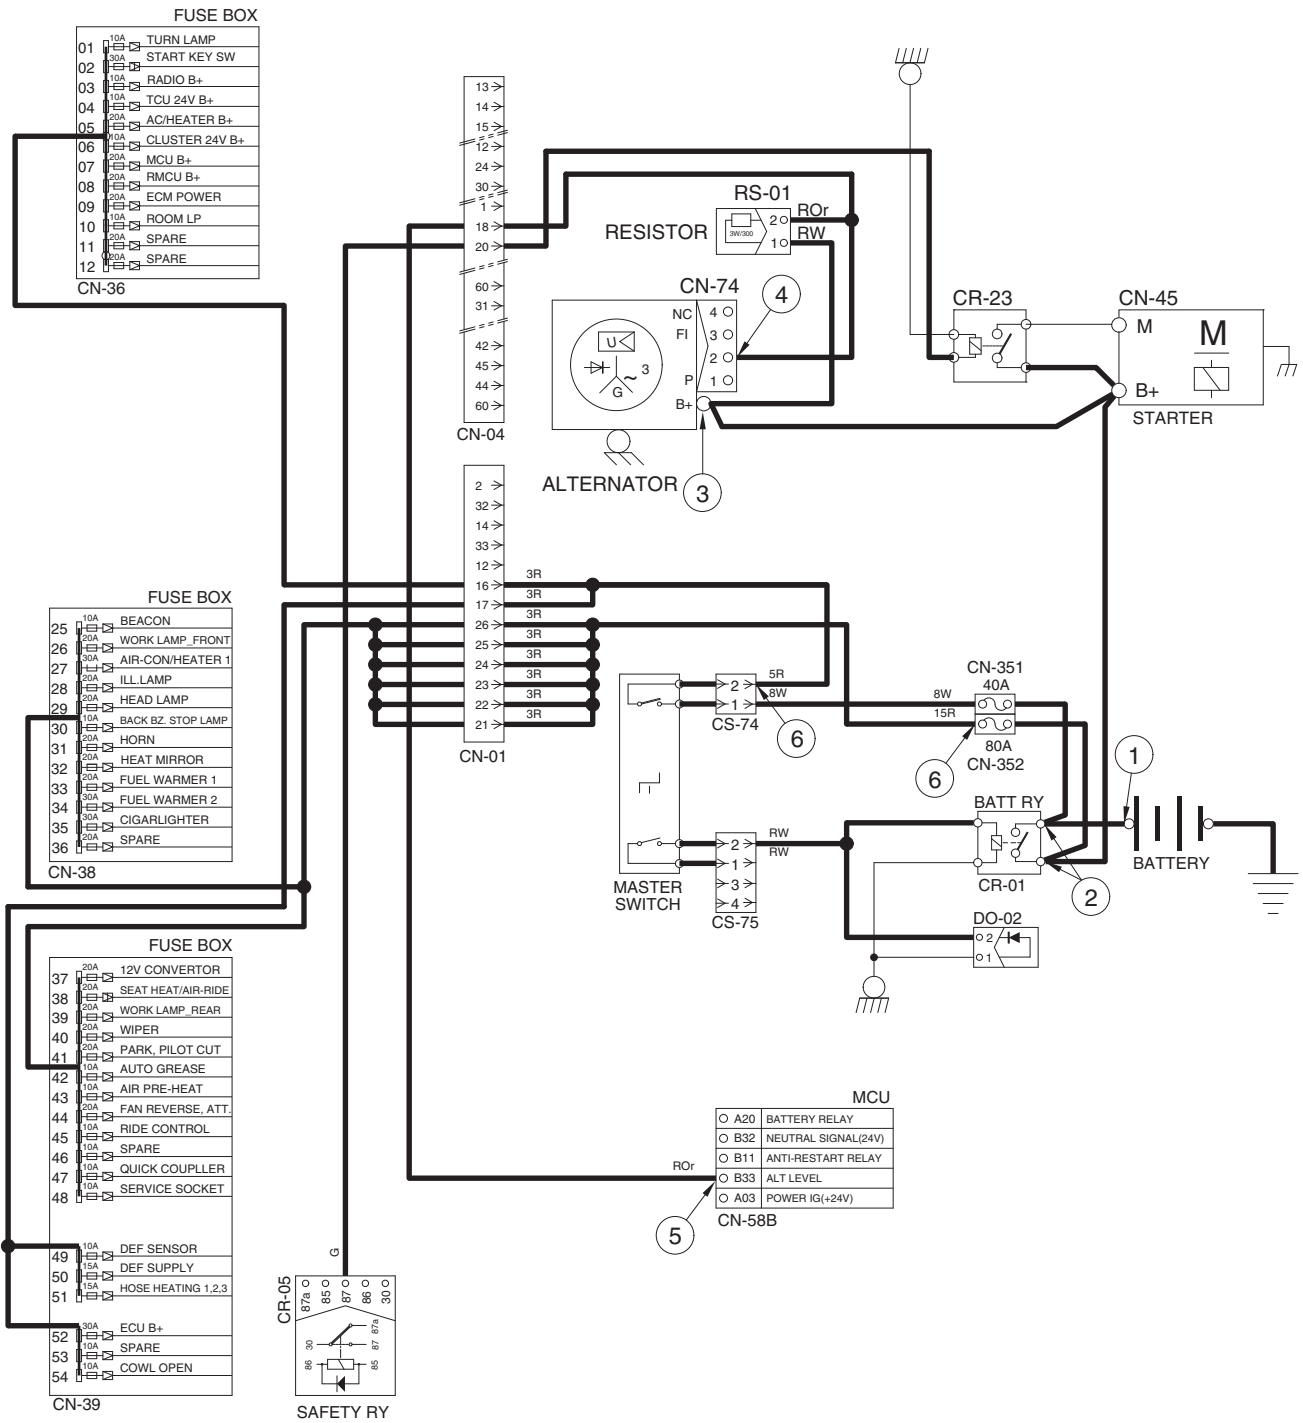 FUSE BOX
01 10A TURN LAMP
02 30A START KEY SW
03 10A RADIO B+
04 10A TCU 24V B+
05 20A AC/HEATER B+
06 10A CLUSTER 24V B+
07 20A MCU B+
08 20A RMCU B+
09 20A ECM POWER
10 10A ROOM LP
11 20A SPARE
12 20A SPARE
CN-36
13
14
15
12
24
30
1
18
20
60
31
42
45
44
60
CN-04
RS-01
RESISTOR
3W/300
2 ROr
1 RW
CN-74
NC 4
FI 3
2
P 1
B+
U
3
G
~
ALTERNATOR
4
3
CR-23
CN-45
M
M
B+
STARTER
2
32
14
33
12
16 3R
17 3R
26 3R
25 3R
24 3R
23 3R
22 3R
21 3R
CN-01
FUSE BOX
25 10A BEACON
26 20A WORK LAMP_FRONT
27 30A AIR-CON/HEATER 1
28 20A ILL.LAMP
29 20A HEAD LAMP
30 10A BACK BZ. STOP LAMP
31 20A HORN
32 20A HEAT MIRROR
33 20A FUEL WARMER 1
34 30A FUEL WARMER 2
35 30A CIGARLIGHTER
36 20A SPARE
CN-38
2 5R
1 8W
CS-74
6
CN-351
40A
8W
15R
80A
CN-352
6
1
BATT RY
BATTERY
CR-01
2
2 RW
1 RW
3
4
CS-75
MASTER
SWITCH
DO-02
2
1
FUSE BOX
37 20A 12V CONVERTOR
38 20A SEAT HEAT/AIR-RIDE
39 20A WORK LAMP_REAR
40 20A WIPER
41 20A PARK, PILOT CUT
42 10A AUTO GREASE
43 10A AIR PRE-HEAT
44 20A FAN REVERSE, ATT.
45 10A RIDE CONTROL
46 10A SPARE
47 10A QUICK COUPLLER
48 10A SERVICE SOCKET
49 10A DEF SENSOR
50 15A DEF SUPPLY
51 15A HOSE HEATING 1,2,3
52 30A ECU B+
53 10A SPARE
54 10A COWL OPEN
CN-39
MCU
A20 BATTERY RELAY
B32 NEUTRAL SIGNAL(24V)
B11 ANTI-RESTART RELAY
ROr B33 ALT LEVEL
A03 POWER IG(+24V)
CN-58B
5
G
CR-05
87a 85 87 86 30
30 87a 87
86 85
SAFETY RY